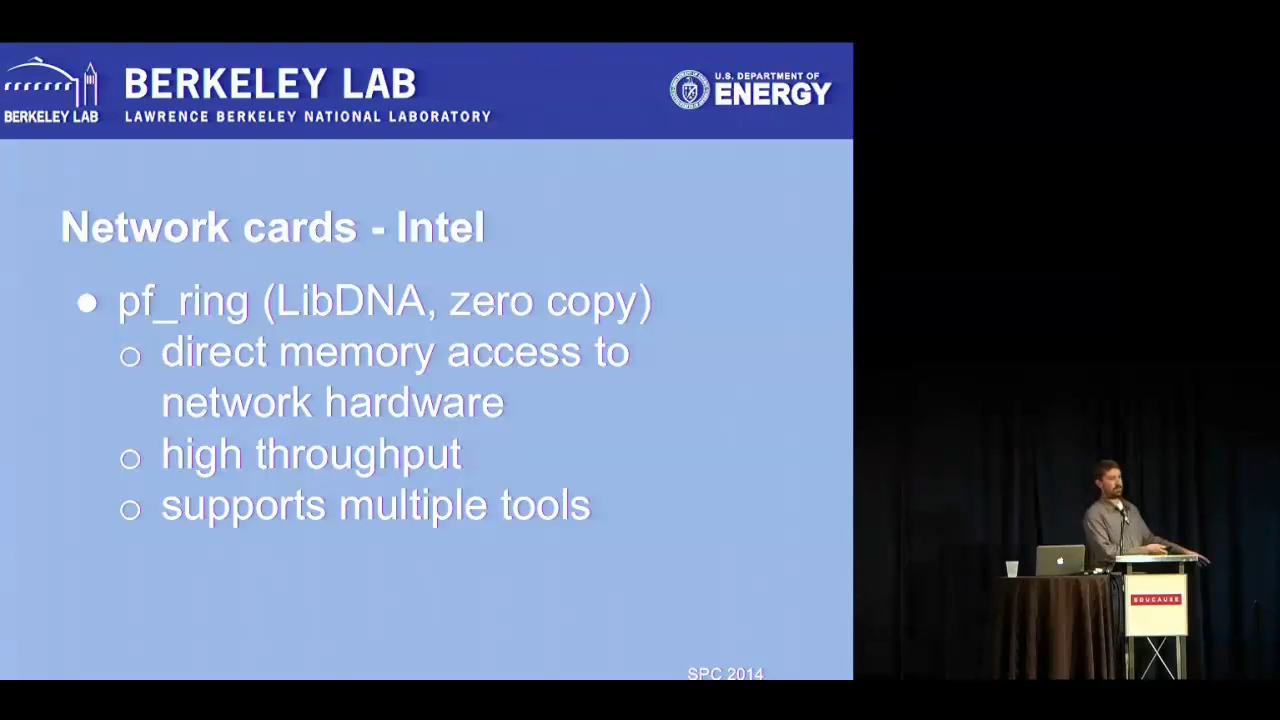 BERKELEY LAB
BERKELEY LAB
LAWRENCE BERKELEY NATIONAL LABORATORY
U.S. DEPARTMENT OF
ENERGY
Network cards - Intel
● pf_ring (LibDNA, zero copy)
○ direct memory access to
network hardware
○ high throughput
○ supports multiple tools
SPC 2014
EDUCAUSE